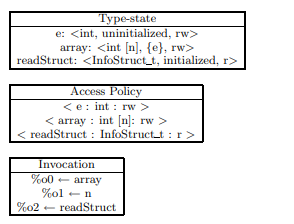 Type-state
e: <int, uninitialized, rw>
array: <int [n], {e}, rw>
readStruct: <InfoStruct_t, initialized, r>
Access Policy
< e : int : rw >
< array : int [n]: rw >
< readStruct : InfoStruct_t : r >
Invocation
%o0 ← array
%o1 ← n
%o2 ← readStruct